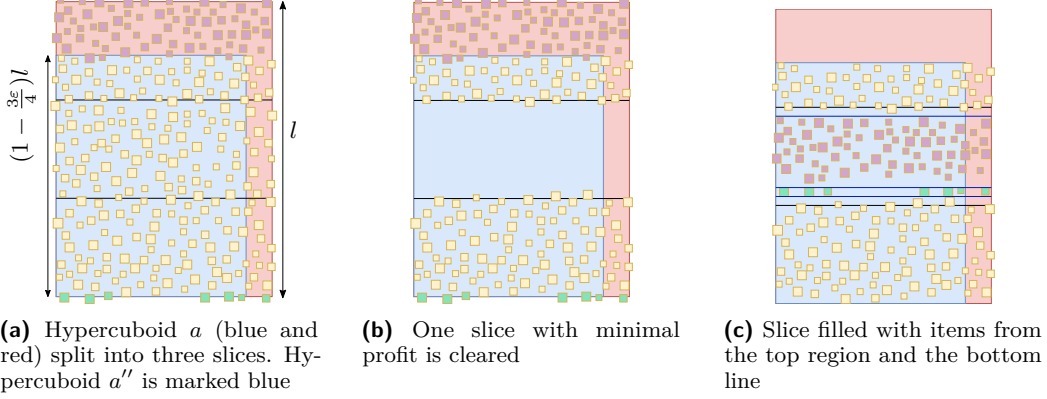 (1 − 3ε/4)l
l
(a) Hypercuboid a (blue and
red) split into three slices. Hy-
percuboid a′′ is marked blue
(b) One slice with minimal
profit is cleared
(c) Slice filled with items from
the top region and the bottom
line